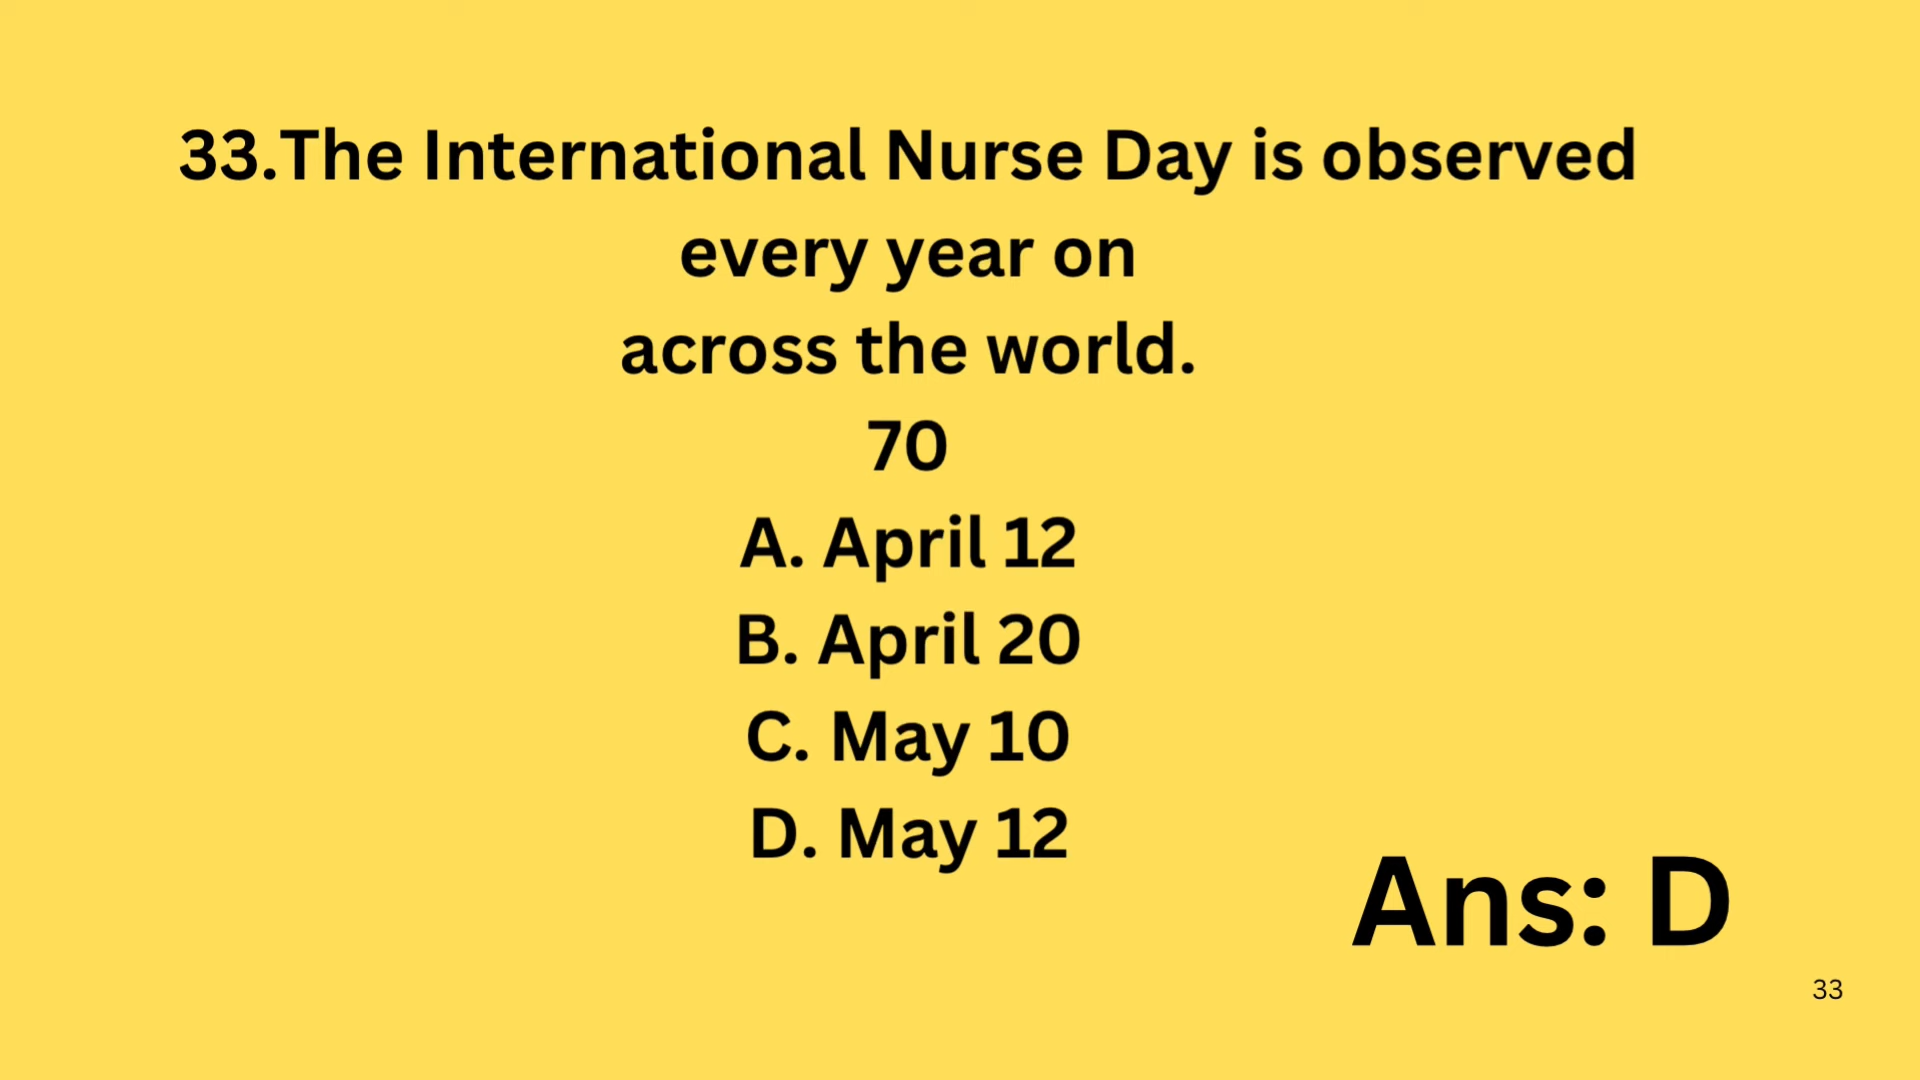 33.The International Nurse Day is observed
every year on
across the world.
70
A. April 12
B. April 20
C. May 10
D. May 12
Ans: D
33